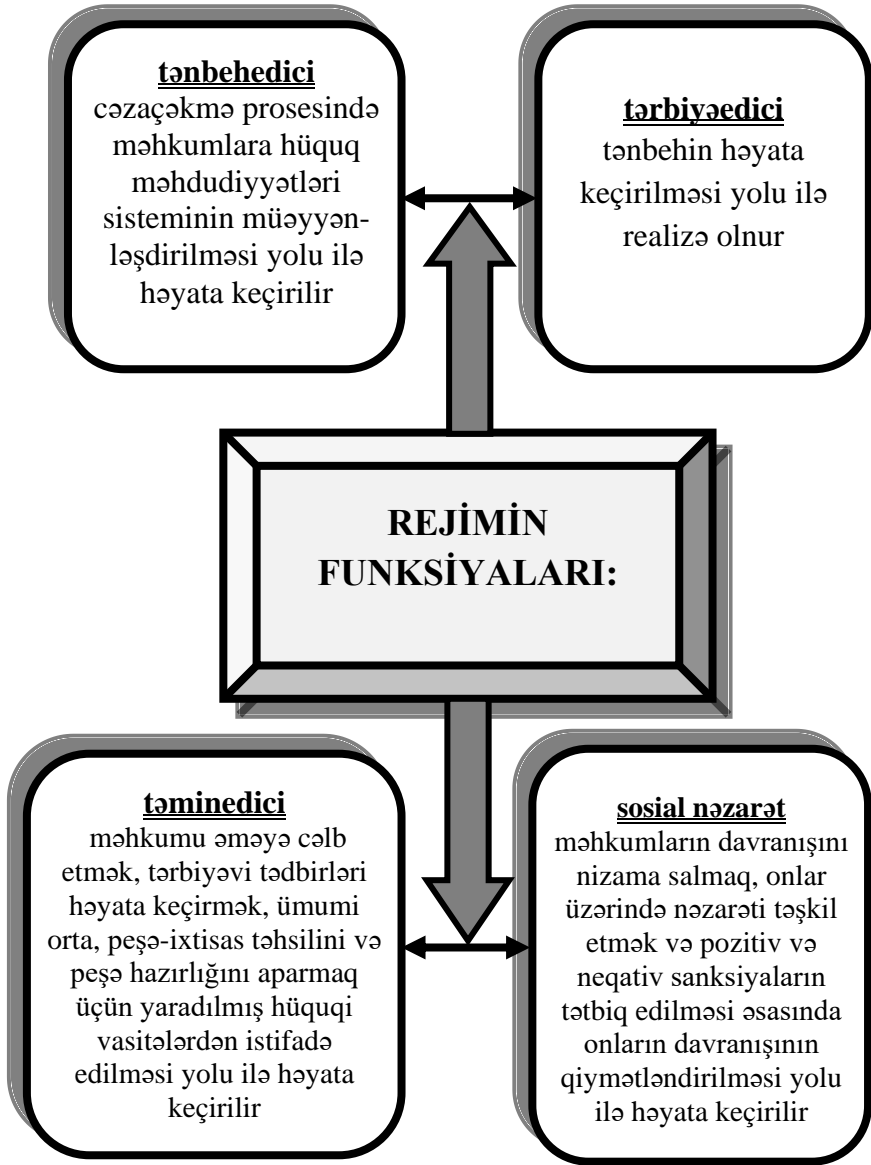 tənbehedici
cəzaçəkmə prosesində
məhkumlara hüquq
məhdudiyyətləri
sisteminin müəyyən-
ləşdirilməsi yolu ilə
həyata keçirilir
tərbiyəedici
tənbehin həyata
keçirilməsi yolu ilə
realizə olnur
REJİMİN
FUNKSİYALARI:
təminedici
məhkumu əməyə cəlb
etmək, tərbiyəvi tədbirləri
həyata keçirmək, ümumi
orta, peşə-ixtisas təhsilini və
peşə hazırlığını aparmaq
üçün yaradılmış hüquqi
vasitələrdən istifadə
edilməsi yolu ilə həyata
keçirilir
sosial nəzarət
məhkumların davranışını
nizama salmaq, onlar
üzərində nəzarəti təşkil
etmək və pozitiv və
neqativ sanksiyaların
tətbiq edilməsi əsasında
onların davranışının
qiymətləndirilməsi yolu
ilə həyata keçirilir